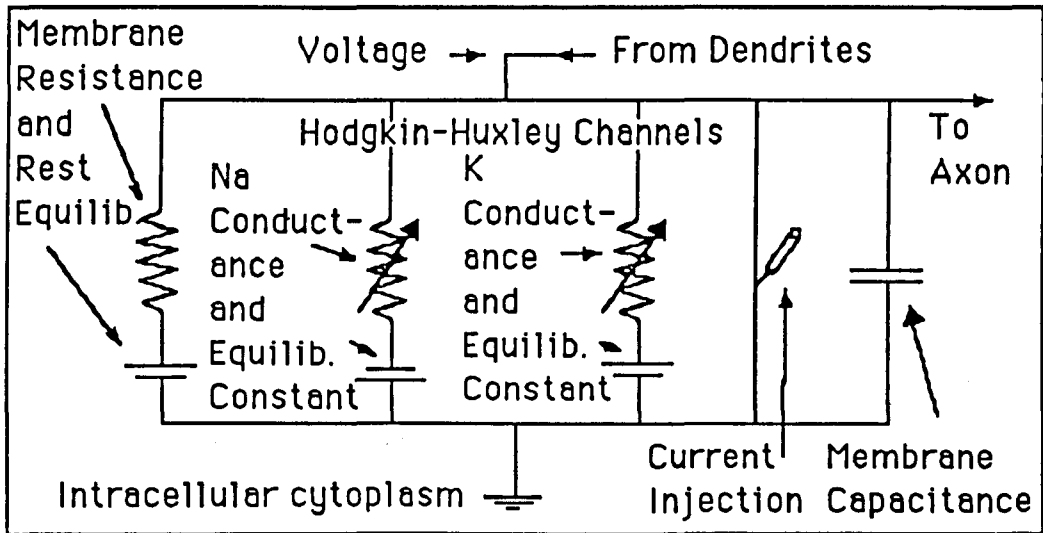 Membrane
Resistance
and
Rest
Equilib.
Voltage
From Dendrites
Hodgkin-Huxley Channels
Na
Conduct-
ance
and
Equilib.
Constant
K
Conduct-
ance
and
Equilib.
Constant
To
Axon
Intracellular cytoplasm
Current
Injection
Membrane
Capacitance